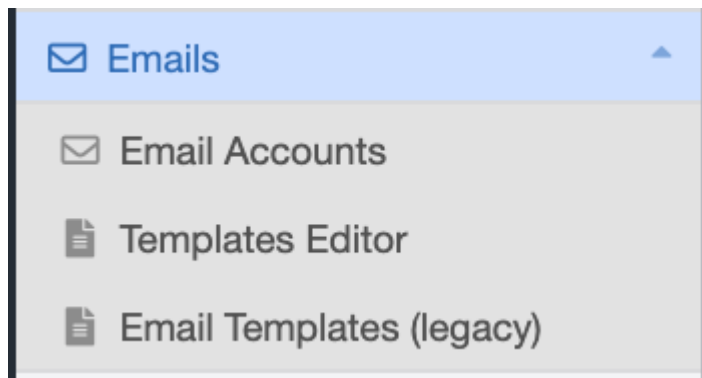 Emails
Email Accounts
Templates Editor
Email Templates (legacy)